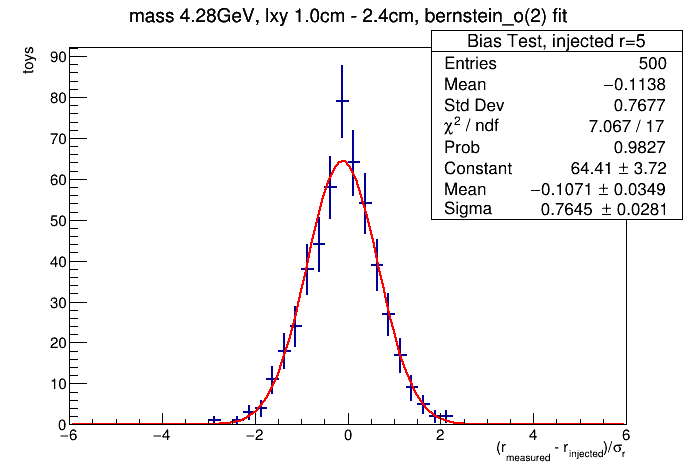 mass 4.28GeV, lxy 1.0cm - 2.4cm, bernstein_o(2) fit
Bias Test, injected r=5
Entries 500
Mean −0.1138
Std Dev 0.7677
χ² / ndf 7.067 / 17
Prob 0.9827
Constant 64.41 ± 3.72
Mean −0.1071 ± 0.0349
Sigma 0.7645 ± 0.0281
toys
90
80
70
60
50
40
30
20
10
0
−6 −4 −2 0 2 4 6
(r_measured - r_injected)/σ_r